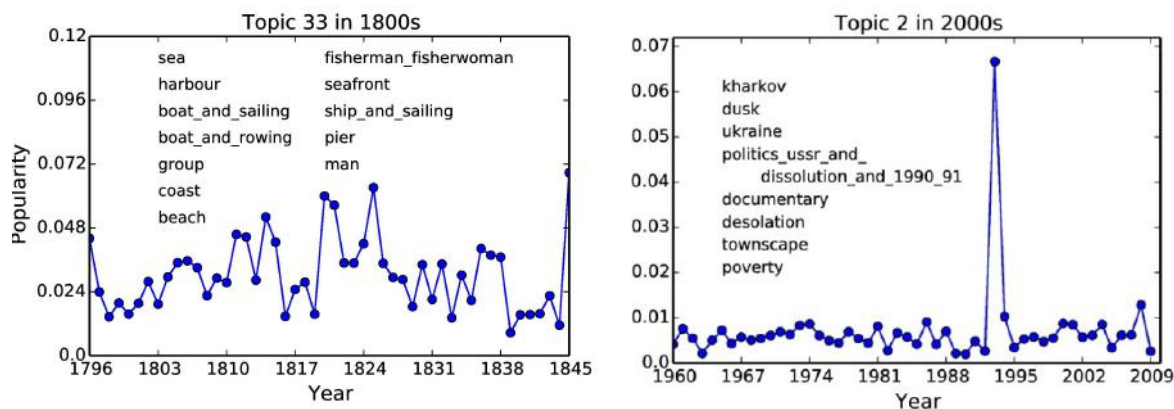 Topic 33 in 1800s
0.12
0.096
0.072
0.048
0.024
0.0
Popularity
sea
harbour
boat_and_sailing
boat_and_rowing
group
coast
beach
fisherman_fisherwoman
seafront
ship_and_sailing
pier
man
1796 1803 1810 1817 1824 1831 1838 1845
Year
Topic 2 in 2000s
0.07
0.06
0.05
0.04
0.03
0.02
0.01
0.0
kharkov
dusk
ukraine
politics_ussr_and_
dissolution_and_1990_91
documentary
desolation
townscape
poverty
1960 1967 1974 1981 1988 1995 2002 2009
Year